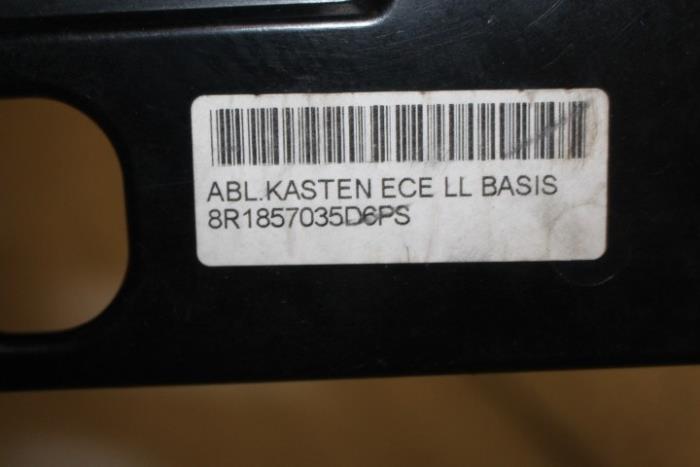 ABL.KASTEN ECE LL BASIS
8R1857035D6PS